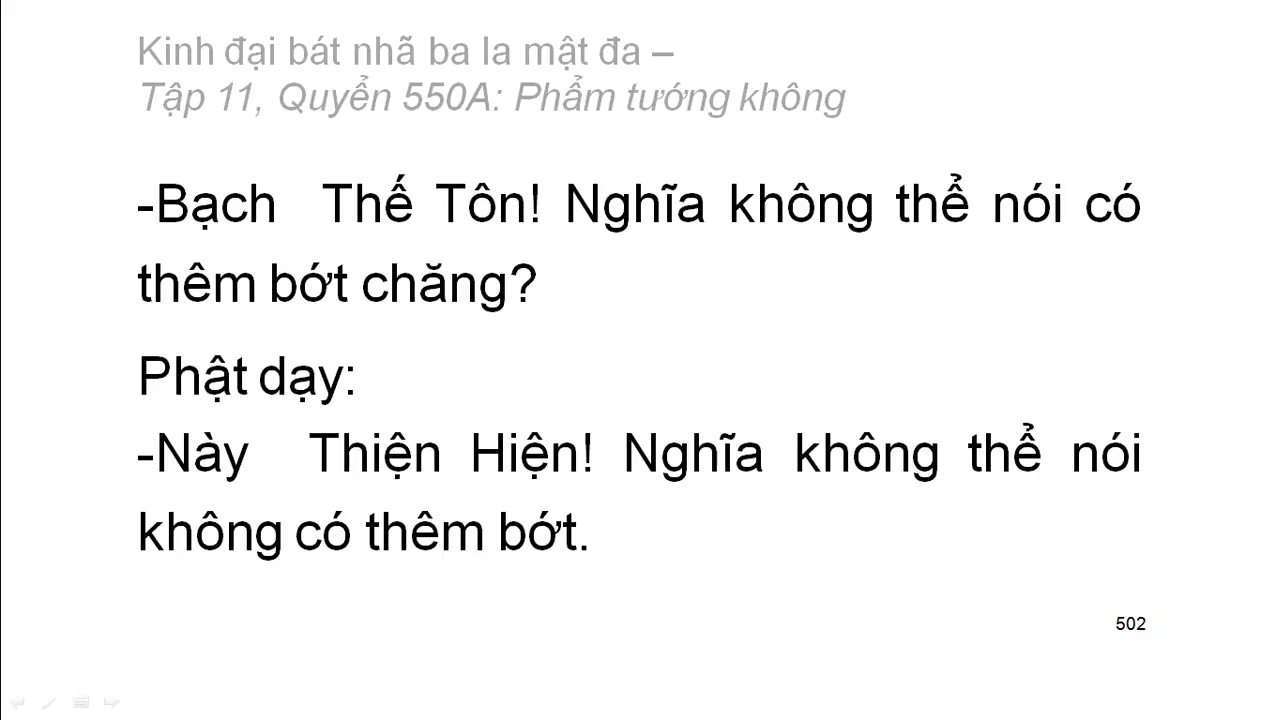 Kinh đại bát nhã ba la mật đa –
Tập 11, Quyển 550A: Phẩm tướng không
-Bạch Thế Tôn! Nghĩa không thể nói có
thêm bớt chăng?
Phật dạy:
-Này Thiện Hiện! Nghĩa không thể nói
không có thêm bớt.
502